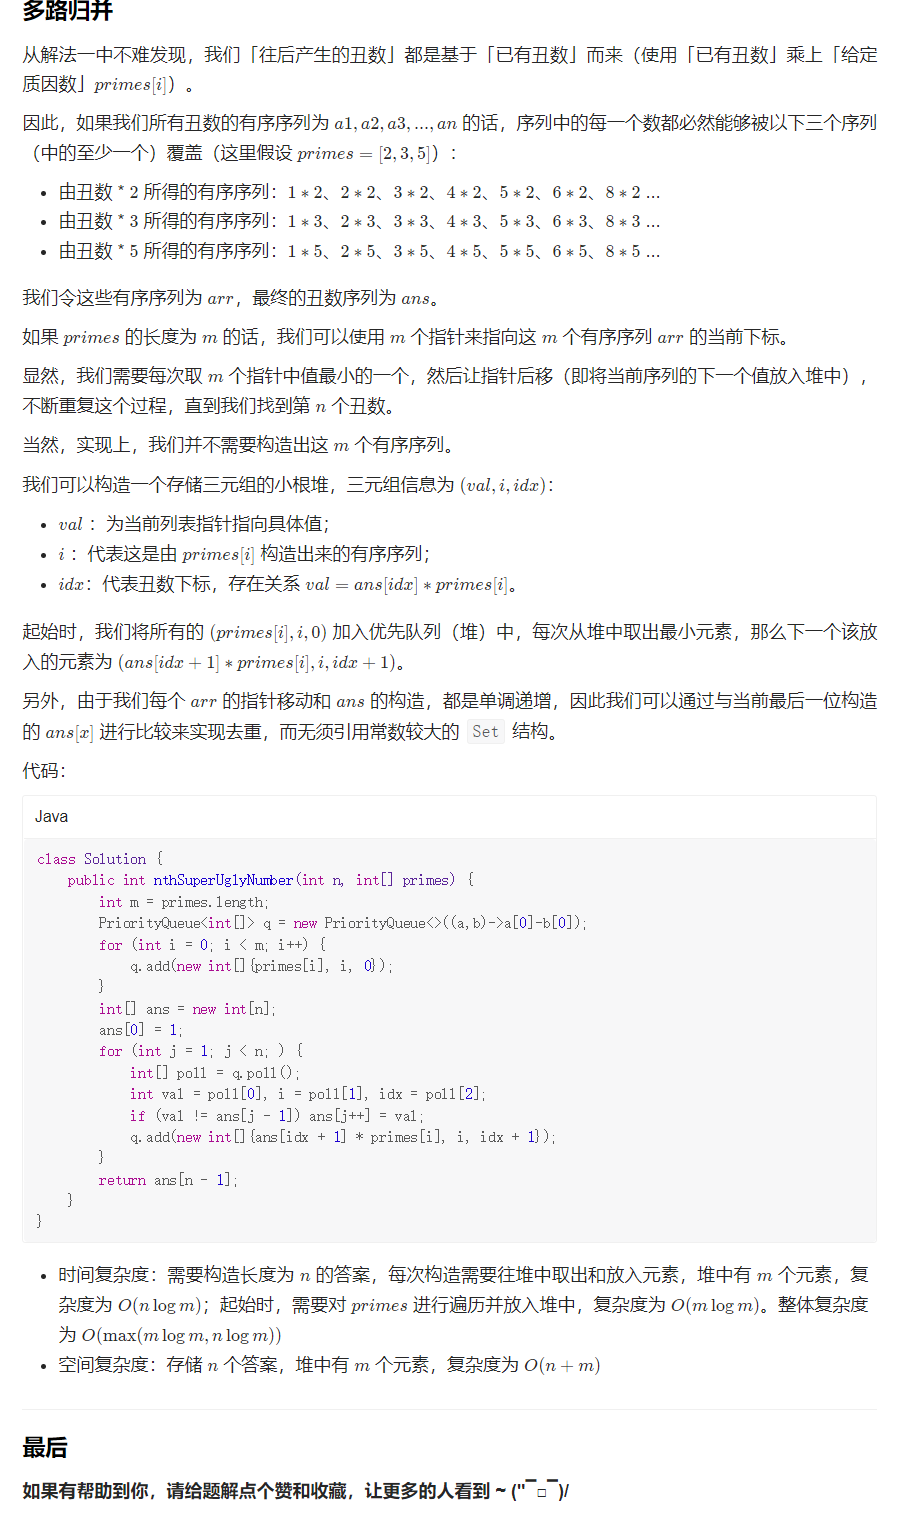 多路归并
从解法一中不难发现，我们「往后产生的丑数」都是基于「已有丑数」而来（使用「已有丑数」乘上「给定
质因数」primes[i]）。
因此，如果我们所有丑数的有序序列为 a1, a2, a3, ..., an 的话，序列中的每一个数都必然能够被以下三个序列
（中的至少一个）覆盖（这里假设 primes = [2, 3, 5]）：
• 由丑数 * 2 所得的有序序列：1 * 2、2 * 2、3 * 2、4 * 2、5 * 2、6 * 2、8 * 2 ...
• 由丑数 * 3 所得的有序序列：1 * 3、2 * 3、3 * 3、4 * 3、5 * 3、6 * 3、8 * 3 ...
• 由丑数 * 5 所得的有序序列：1 * 5、2 * 5、3 * 5、4 * 5、5 * 5、6 * 5、8 * 5 ...
我们令这些有序序列为 arr，最终的丑数序列为 ans。
如果 primes 的长度为 m 的话，我们可以使用 m 个指针来指向这 m 个有序序列 arr 的当前下标。
显然，我们需要每次取 m 个指针中值最小的一个，然后让指针后移（即将当前序列的下一个值放入堆中），
不断重复这个过程，直到我们找到第 n 个丑数。
当然，实现上，我们并不需要构造出这 m 个有序序列。
我们可以构造一个存储三元组的小根堆，三元组信息为 (val, i, idx)：
• val ：为当前列表指针指向具体值；
• i ：代表这是由 primes[i] 构造出来的有序序列；
• idx：代表丑数下标，存在关系 val = ans[idx] * primes[i]。
起始时，我们将所有的 (primes[i], i, 0) 加入优先队列（堆）中，每次从堆中取出最小元素，那么下一个该放
入的元素为 (ans[idx + 1] * primes[i], i, idx + 1)。
另外，由于我们每个 arr 的指针移动和 ans 的构造，都是单调递增，因此我们可以通过与当前最后一位构造
的 ans[x] 进行比较来实现去重，而无须引用常数较大的 Set 结构。
代码：
Java
class Solution {
    public int nthSuperUglyNumber(int n, int[] primes) {
        int m = primes.length;
        PriorityQueue<int[]> q = new PriorityQueue<>((a,b)->a[0]-b[0]);
        for (int i = 0; i < m; i++) {
            q.add(new int[]{primes[i], i, 0});
        }
        int[] ans = new int[n];
        ans[0] = 1;
        for (int j = 1; j < n; ) {
            int[] poll = q.poll();
            int val = poll[0], i = poll[1], idx = poll[2];
            if (val != ans[j - 1]) ans[j++] = val;
            q.add(new int[]{ans[idx + 1] * primes[i], i, idx + 1});
        }
        return ans[n - 1];
    }
}
• 时间复杂度：需要构造长度为 n 的答案，每次构造需要往堆中取出和放入元素，堆中有 m 个元素，复
杂度为 O(n log m)；起始时，需要对 primes 进行遍历并放入堆中，复杂度为 O(m log m)。整体复杂度
为 O(max(m log m, n log m))
• 空间复杂度：存储 n 个答案，堆中有 m 个元素，复杂度为 O(n + m)
最后
如果有帮助到你，请给题解点个赞和收藏，让更多的人看到 ~ ("▔□▔)/